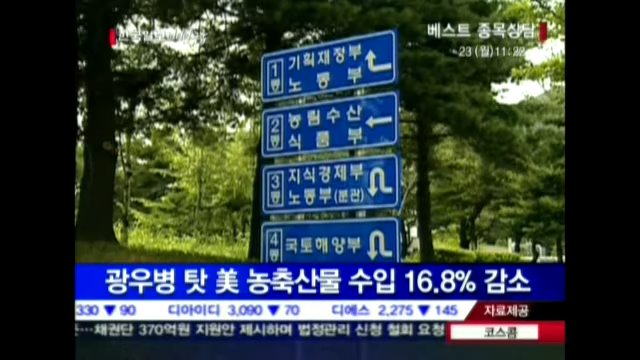 베스트 종목상담
23(월)11:22
1동 기획재정부
노동부
2동 농림수산
식품부
3동 지식경제부
노동부(분관)
4동 국토해양부
광우병 탓 美 농축산물 수입 16.8% 감소
330 ▼ 90 디아이디 3,090 ▼ 70 디에스 2,275 ▼ 145 자료제공
…채권단 370억원 지원안 제시하며 법정관리 신청 철회 요청 코스콤